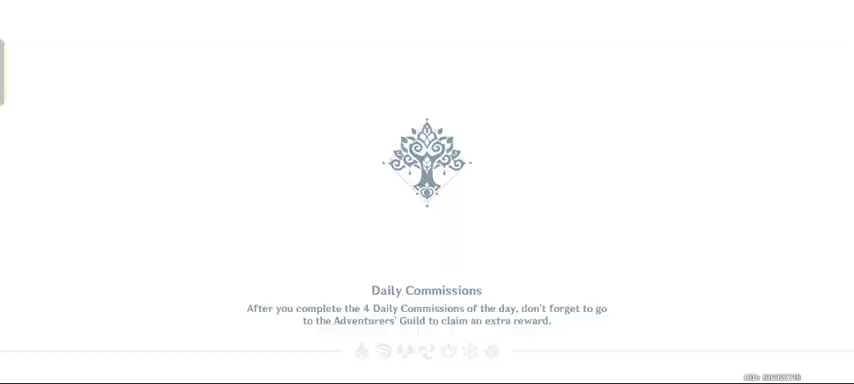 Daily Commissions
After you complete the 4 Daily Commissions of the day, don't forget to go
to the Adventurers' Guild to claim an extra reward.